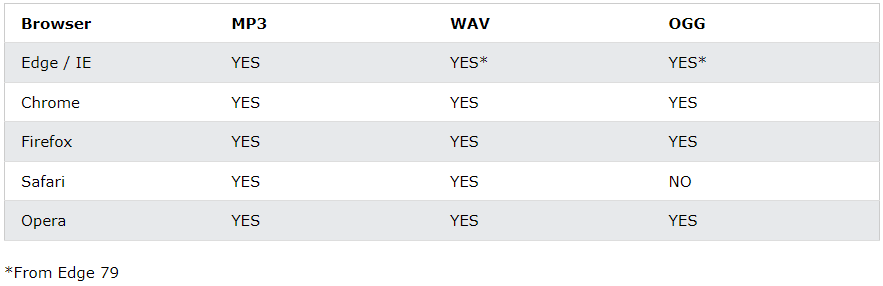 Browser MP3 WAV OGG
Edge / IE YES YES* YES*
Chrome YES YES YES
Firefox YES YES YES
Safari YES YES NO
Opera YES YES YES
*From Edge 79